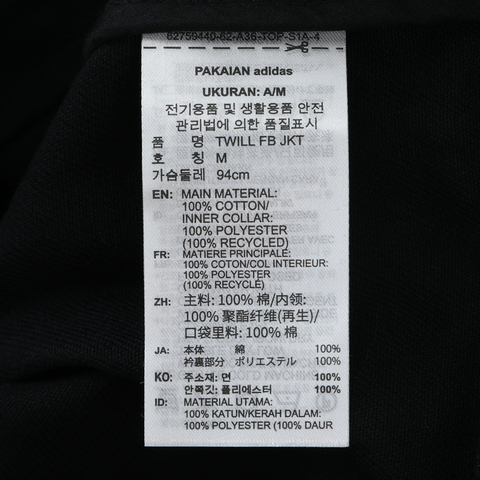 62759440-62-A36-TOP-S1A-4
PAKAIAN adidas
UKURAN: A/M
전기용품 및 생활용품 안전
관리법에 의한 품질표시
품 명 TWILL FB JKT
호 칭 M
가슴둘레 94cm
EN: MAIN MATERIAL:
100% COTTON/
INNER COLLAR:
100% POLYESTER
(100% RECYCLED)
FR: MATIERE PRINCIPALE:
100% COTON/COL INTERIEUR:
100% POLYESTER
(100% RECYCLÉ)
ZH: 主料: 100% 棉/内领:
100% 聚酯纤维(再生)/
口袋里料: 100% 棉
JA: 本体 綿 100%
衿裏部分 ポリエステル 100%
KO: 주소재: 면 100%
안쪽깃: 폴리에스터 100%
ID: MATERIAL UTAMA:
100% KATUN/KERAH DALAM:
100% POLYESTER (100% DAUR